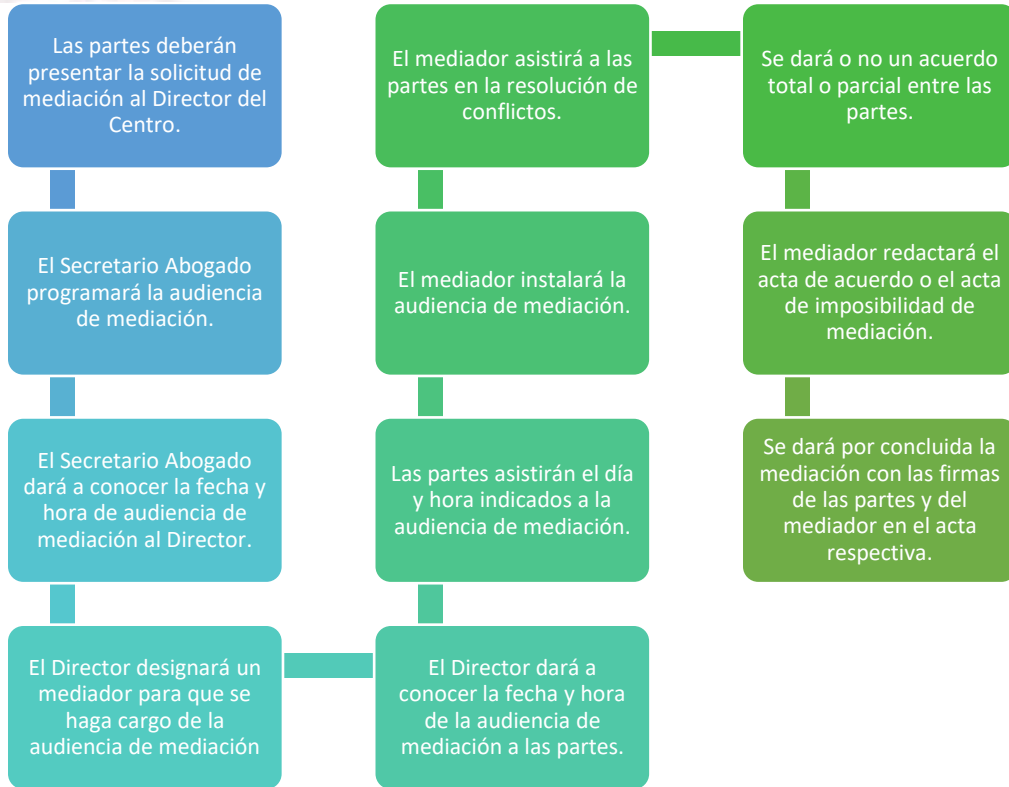 Las partes deberán
presentar la solicitud de
mediación al Director del
Centro.
El Secretario Abogado
programará la audiencia
de mediación.
El Secretario Abogado
dará a conocer la fecha y
hora de audiencia de
mediación al Director.
El Director designará un
mediador para que se
haga cargo de la
audiencia de mediación
El Director dará a
conocer la fecha y hora
de la audiencia de
mediación a las partes.
Las partes asistirán el día
y hora indicados a la
audiencia de mediación.
El mediador instalará la
audiencia de mediación.
El mediador asistirá a las
partes en la resolución de
conflictos.
Se dará o no un acuerdo
total o parcial entre las
partes.
El mediador redactará el
acta de acuerdo o el acta
de imposibilidad de
mediación.
Se dará por concluida la
mediación con las firmas
de las partes y del
mediador en el acta
respectiva.